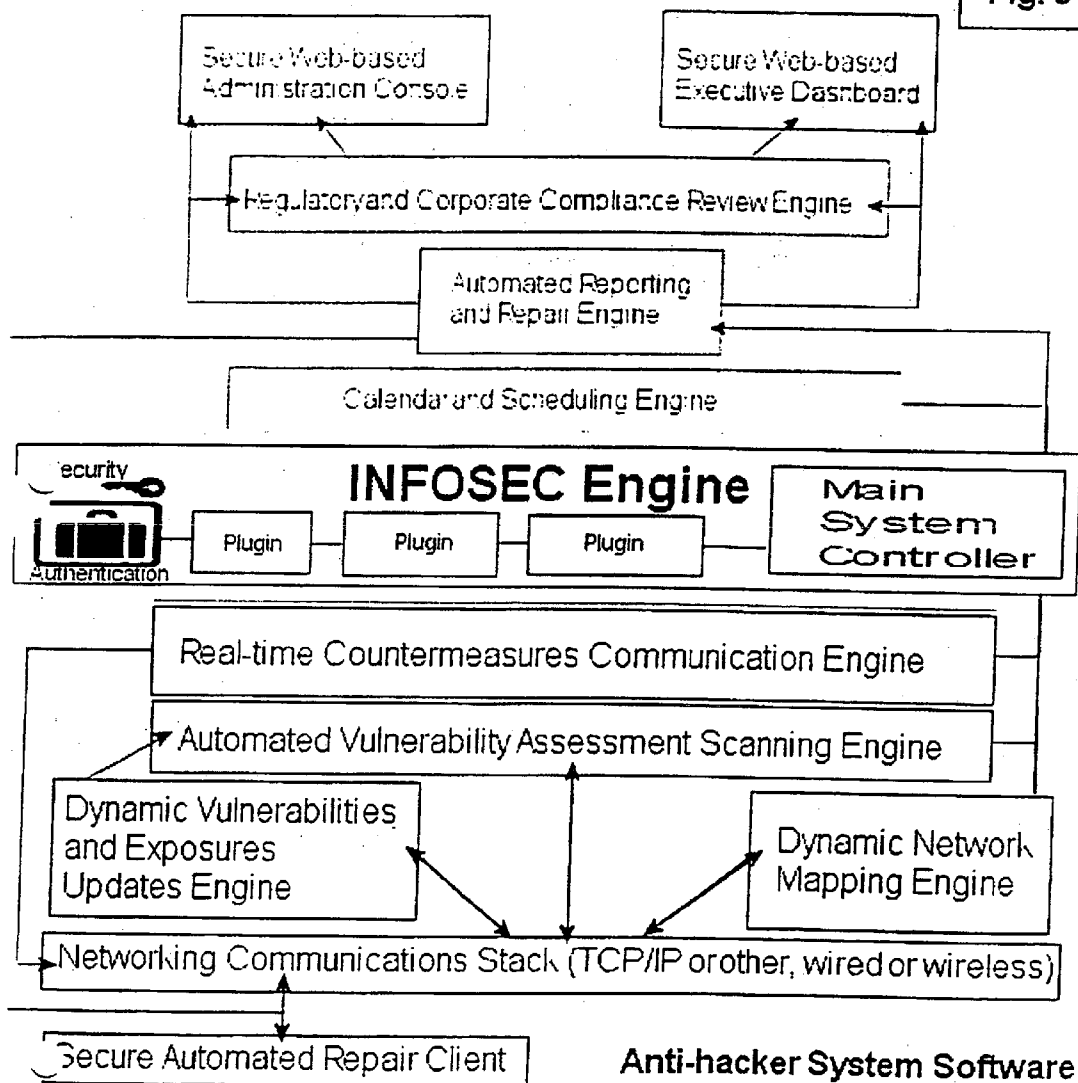 Secure Web-based
Administration Console
Secure Web-based
Executive Dashboard
Regulatory and Corporate Compliance Review Engine
Automated Reporting
and Repair Engine
Calendar and Scheduling Engine
ecurity
Authentication
INFOSEC Engine
Plugin
Plugin
Plugin
Main
System
Controller
Real-time Countermeasures Communication Engine
Automated Vulnerability Assessment Scanning Engine
Dynamic Vulnerabilities
and Exposures
Updates Engine
Dynamic Network
Mapping Engine
Networking Communications Stack (TCP/IP or other, wired or wireless)
Secure Automated Repair Client
Anti-hacker System Software